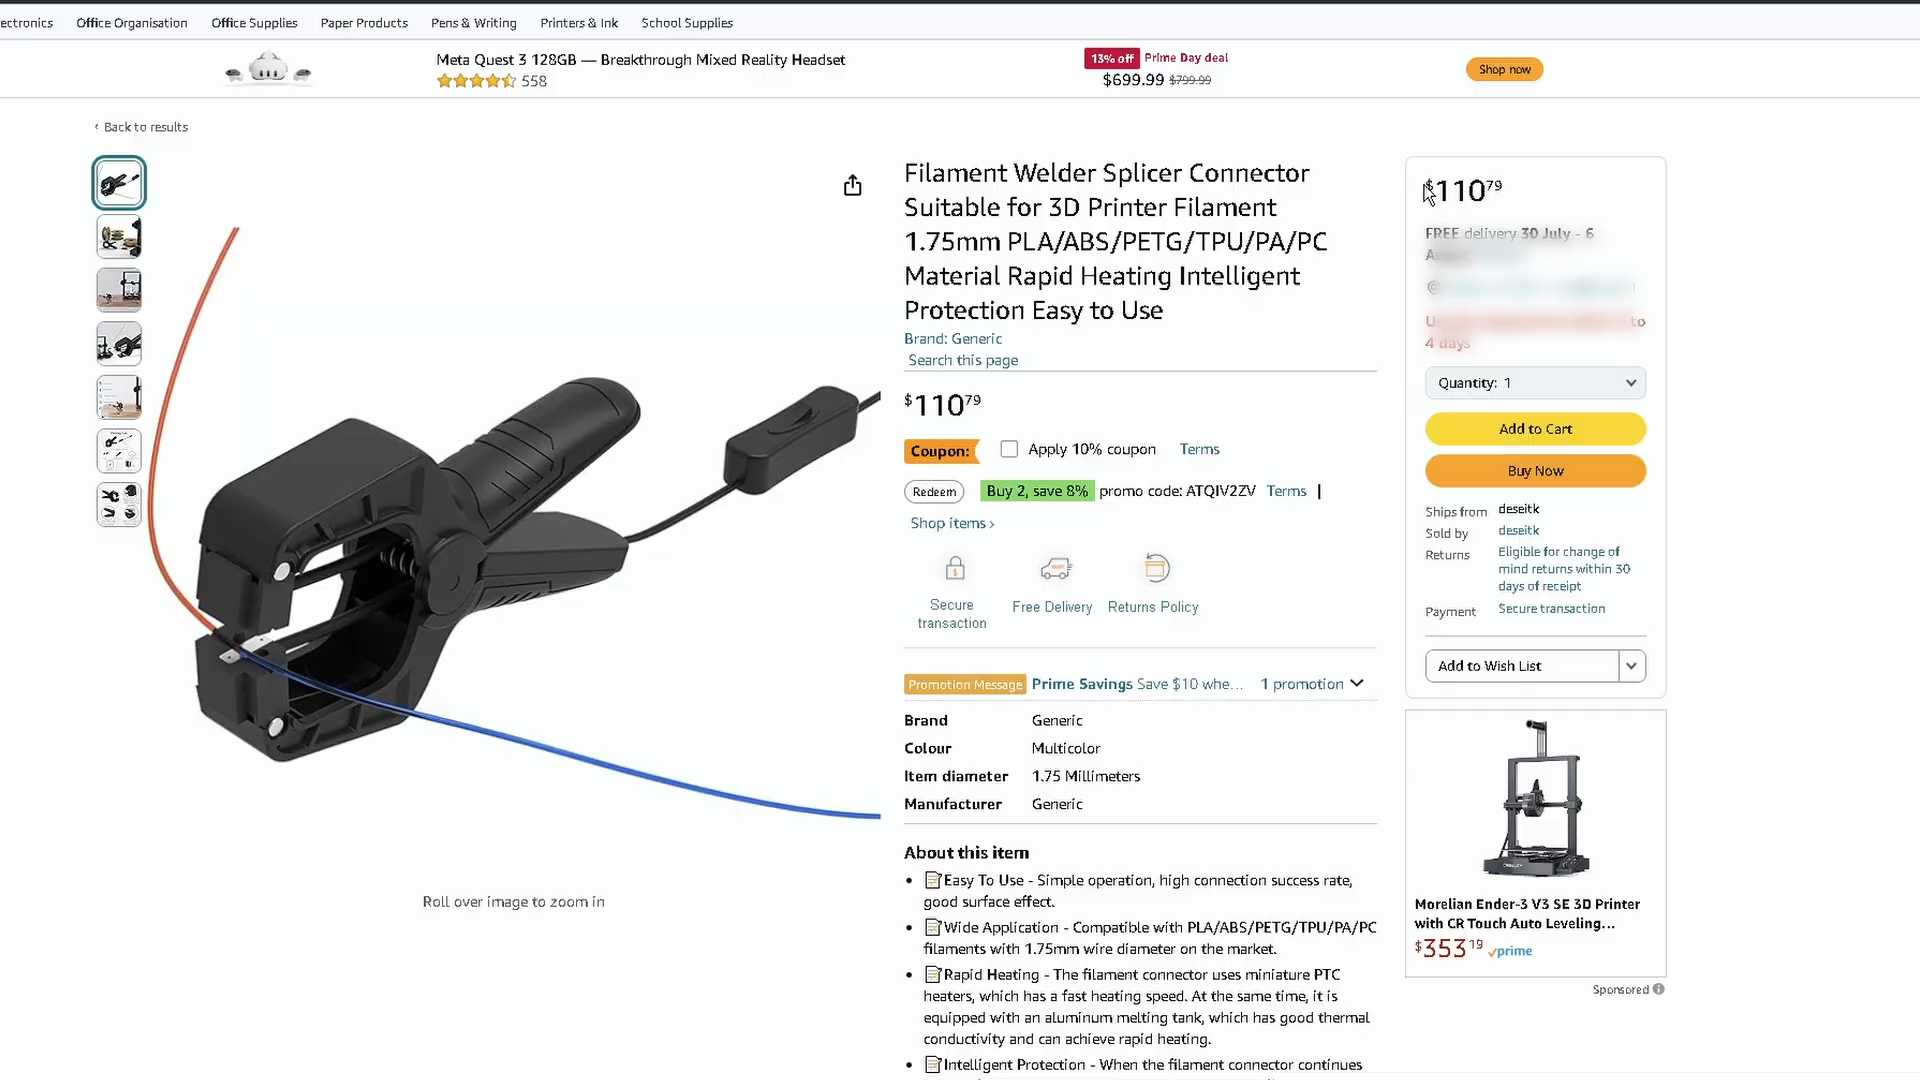 ectronics Office Organisation Office Supplies Paper Products Pens & Writing Printers & Ink School Supplies
Meta Quest 3 128GB — Breakthrough Mixed Reality Headset
558
13% off Prime Day deal
$699.99 $799.99
Shop now
‹ Back to results
Filament Welder Splicer Connector
Suitable for 3D Printer Filament
1.75mm PLA/ABS/PETG/TPU/PA/PC
Material Rapid Heating Intelligent
Protection Easy to Use
Brand: Generic
Search this page
$110 79
Coupon: Apply 10% coupon Terms
Redeem Buy 2, save 8% promo code: ATQIV2ZV Terms |
Shop items ›
Secure
transaction
Free Delivery
Returns Policy
Promotion Message Prime Savings Save $10 whe... 1 promotion
Brand Generic
Colour Multicolor
Item diameter 1.75 Millimeters
Manufacturer Generic
About this item
• Easy To Use - Simple operation, high connection success rate,
good surface effect.
• Wide Application - Compatible with PLA/ABS/PETG/TPU/PA/PC
filaments with 1.75mm wire diameter on the market.
• Rapid Heating - The filament connector uses miniature PTC
heaters, which has a fast heating speed. At the same time, it is
equipped with an aluminum melting tank, which has good thermal
conductivity and can achieve rapid heating.
• Intelligent Protection - When the filament connector continues
Roll over image to zoom in
$110 79
FREE delivery 30 July - 6
to
4 days
Quantity: 1
Add to Cart
Buy Now
Ships from deseitk
Sold by deseitk
Returns Eligible for change of
mind returns within 30
days of receipt
Payment Secure transaction
Add to Wish List
Morelian Ender-3 V3 SE 3D Printer
with CR Touch Auto Leveling...
$353 19 prime
Sponsored